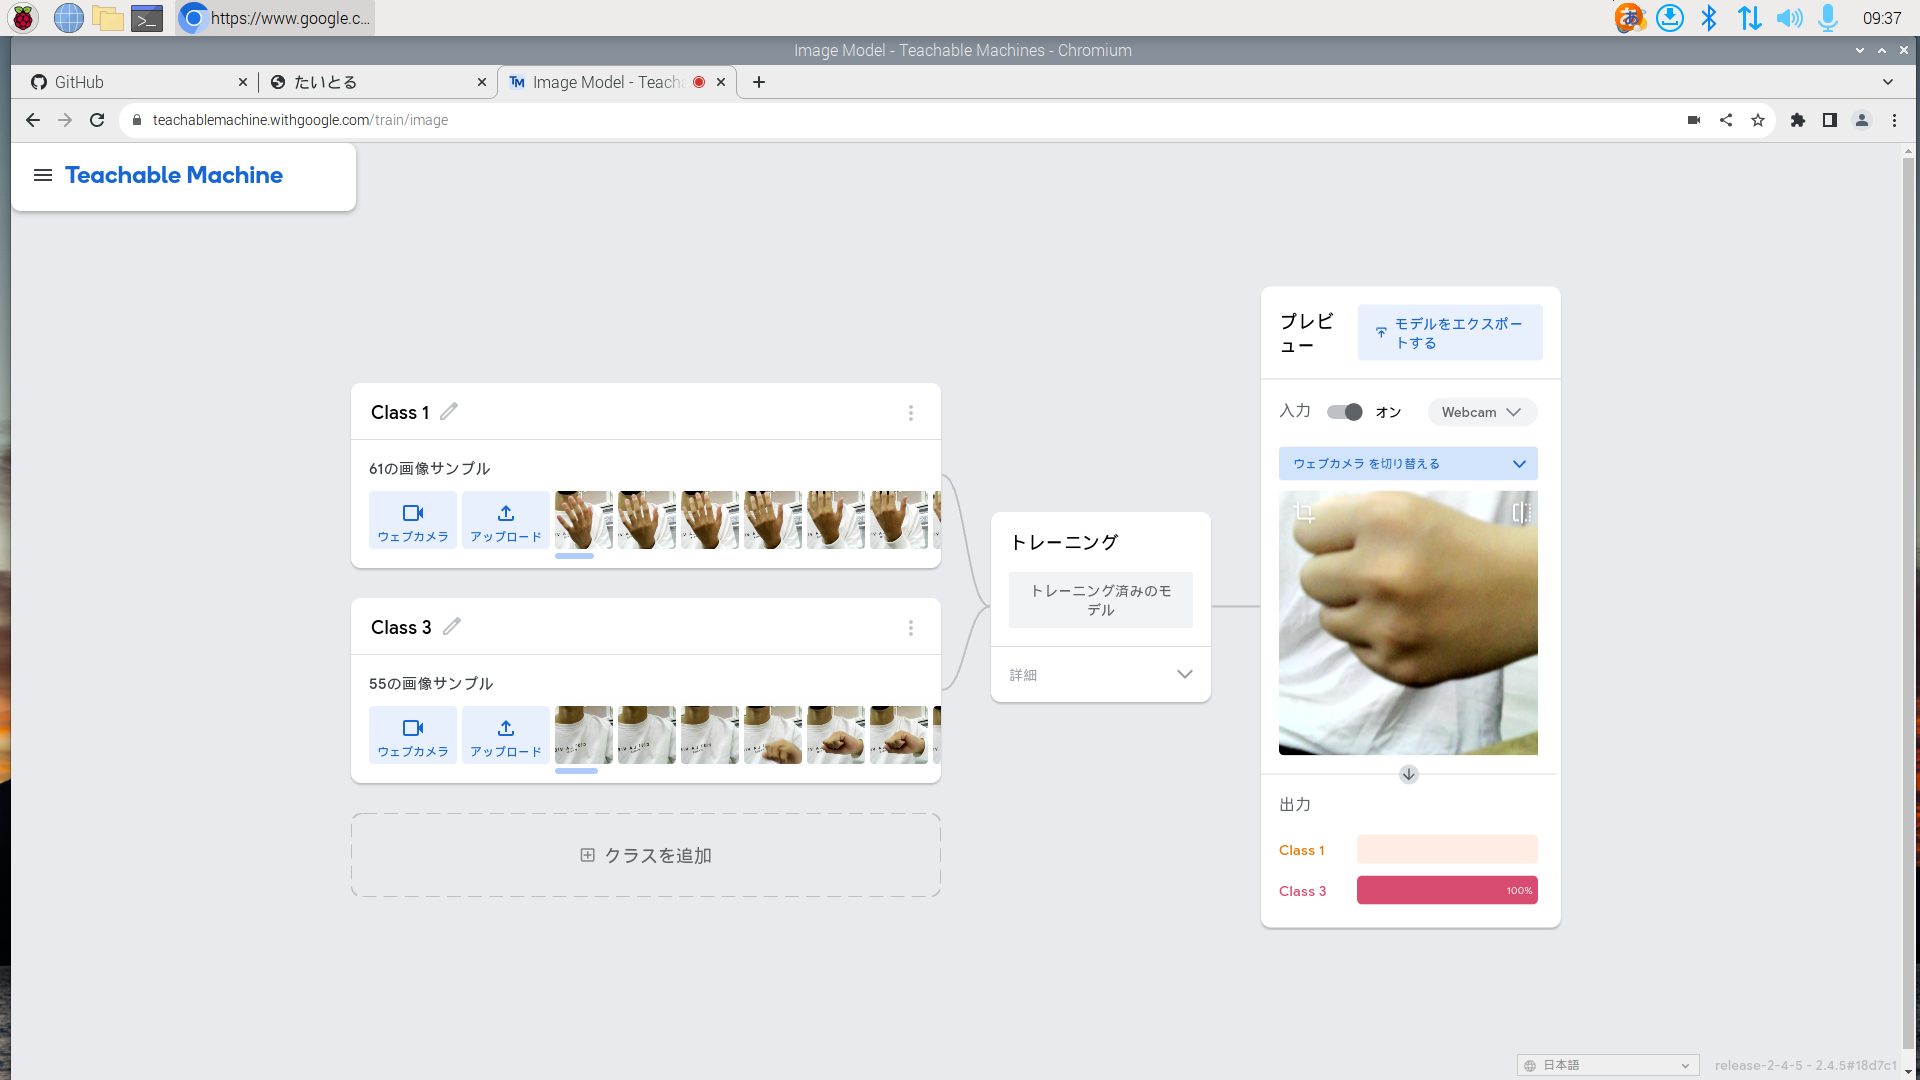 https://www.google.c...
あ
09:37
Image Model - Teachable Machines - Chromium
GitHub
たいとる
TM
Image Model - Teacha
teachablemachine.withgoogle.com/train/image
Teachable Machine
プレビ
ュー
モデルをエクスポー
トする
Class 1
入力
オン
Webcam
61の画像サンプル
ウェブカメラ を切り替える
ウェブカメラ
アップロード
トレーニング
トレーニング済みのモ
デル
Class 3
詳細
55の画像サンプル
ウェブカメラ
アップロード
出力
クラスを追加
Class 1
Class 3
100%
日本語
release-2-4-5 - 2.4.5#18d7c1